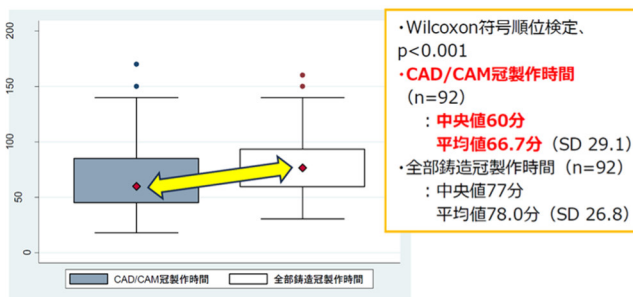 200
150
100
50
0
CAD/CAM冠製作時間
全部鋳造冠製作時間
・Wilcoxon符号順位検定、
p<0.001
・CAD/CAM冠製作時間
（n=92）
：中央値60分
平均値66.7分（SD 29.1）
・全部鋳造冠製作時間（n=92）
：中央値77分
平均値78.0分（SD 26.8）